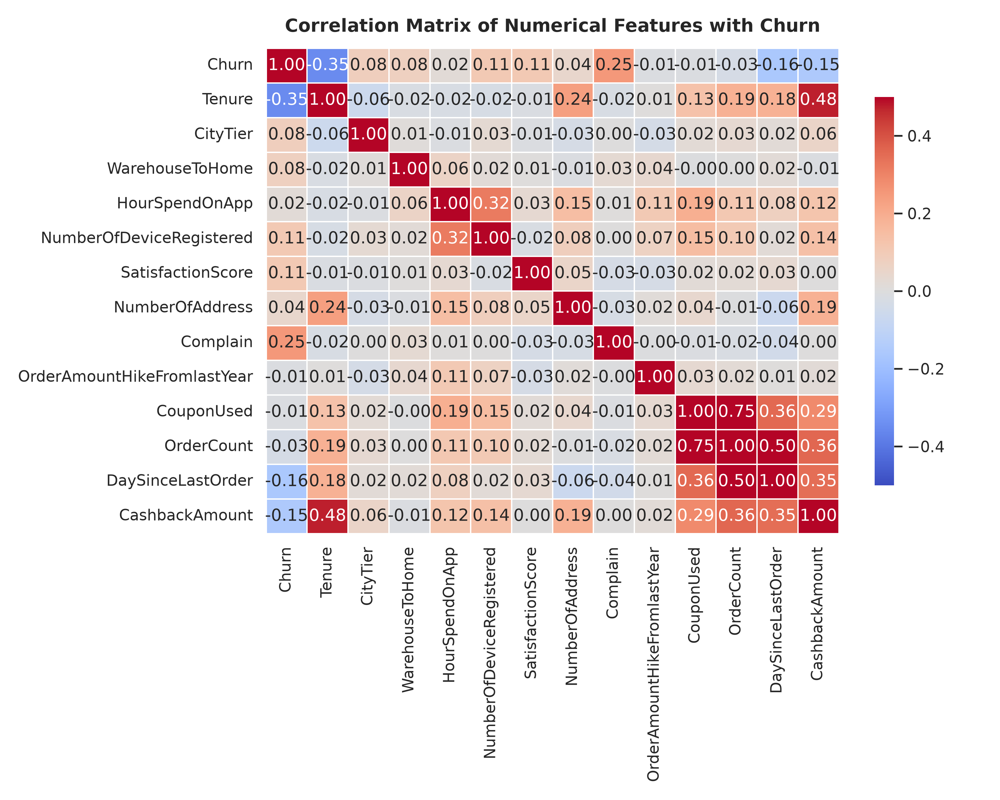 Correlation Matrix of Numerical Features with Churn
Churn 1.00 -0.35 0.08 0.08 0.02 0.11 0.11 0.04 0.25 -0.01 -0.01 -0.03 -0.16 -0.15
Tenure -0.35 1.00 -0.06 -0.02 -0.02 -0.02 -0.01 0.24 -0.02 0.01 0.13 0.19 0.18 0.48
CityTier 0.08 -0.06 1.00 0.01 -0.01 0.03 -0.01 -0.03 0.00 -0.03 0.02 0.03 0.02 0.06
WarehouseToHome 0.08 -0.02 0.01 1.00 0.06 0.02 0.01 -0.01 0.03 0.04 -0.00 0.00 0.02 -0.01
HourSpendOnApp 0.02 -0.02 -0.01 0.06 1.00 0.32 0.03 0.15 0.01 0.11 0.19 0.11 0.08 0.12
NumberOfDeviceRegistered 0.11 -0.02 0.03 0.02 0.32 1.00 -0.02 0.08 0.00 0.07 0.15 0.10 0.02 0.14
SatisfactionScore 0.11 -0.01 -0.01 0.01 0.03 -0.02 1.00 0.05 -0.03 -0.03 0.02 0.02 0.03 0.00
NumberOfAddress 0.04 0.24 -0.03 -0.01 0.15 0.08 0.05 1.00 -0.03 0.02 0.04 -0.01 -0.06 0.19
Complain 0.25 -0.02 0.00 0.03 0.01 0.00 -0.03 -0.03 1.00 -0.00 -0.01 -0.02 -0.04 0.00
OrderAmountHikeFromlastYear -0.01 0.01 -0.03 0.04 0.11 0.07 -0.03 0.02 -0.00 1.00 0.03 0.02 0.01 0.02
CouponUsed -0.01 0.13 0.02 -0.00 0.19 0.15 0.02 0.04 -0.01 0.03 1.00 0.75 0.36 0.29
OrderCount -0.03 0.19 0.03 0.00 0.11 0.10 0.02 -0.01 -0.02 0.02 0.75 1.00 0.50 0.36
DaySinceLastOrder -0.16 0.18 0.02 0.02 0.08 0.02 0.03 -0.06 -0.04 0.01 0.36 0.50 1.00 0.35
CashbackAmount -0.15 0.48 0.06 -0.01 0.12 0.14 0.00 0.19 0.00 0.02 0.29 0.36 0.35 1.00
Churn
Tenure
CityTier
WarehouseToHome
HourSpendOnApp
NumberOfDeviceRegistered
SatisfactionScore
NumberOfAddress
Complain
OrderAmountHikeFromlastYear
CouponUsed
OrderCount
DaySinceLastOrder
CashbackAmount
0.4
0.2
0.0
−0.2
−0.4